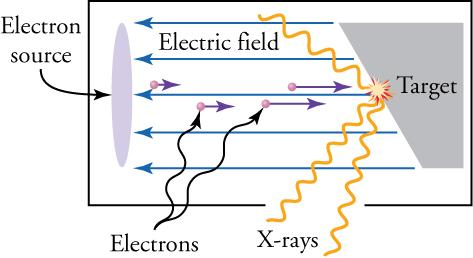 Electron
source
Electric field
Target
Electrons
X-rays